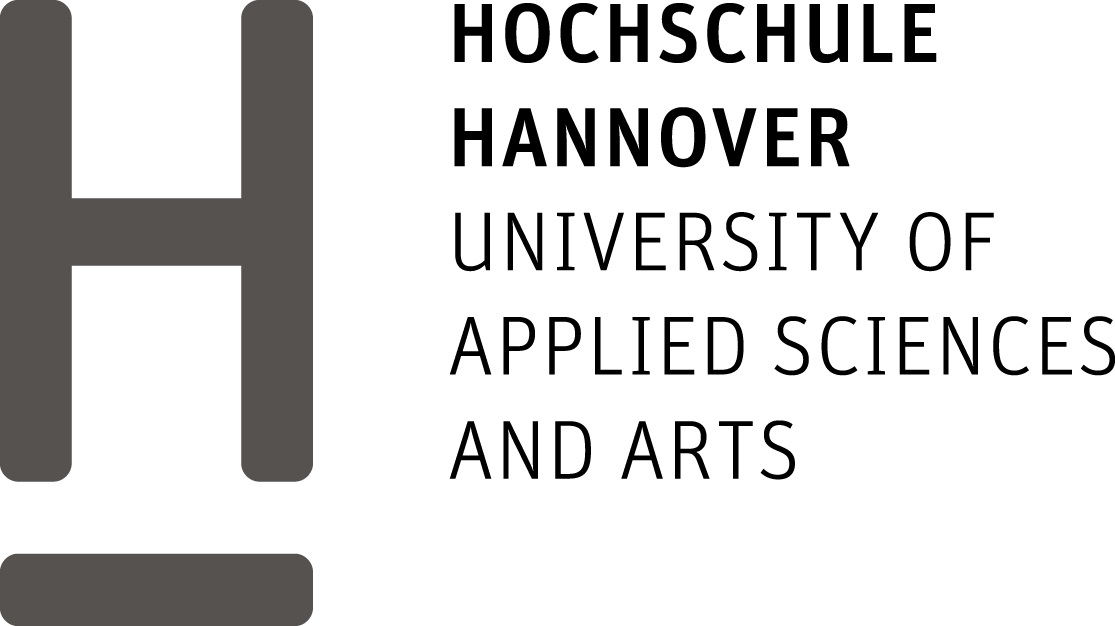 H
HOCHSCHULE
HANNOVER
UNIVERSITY OF
APPLIED SCIENCES
AND ARTS